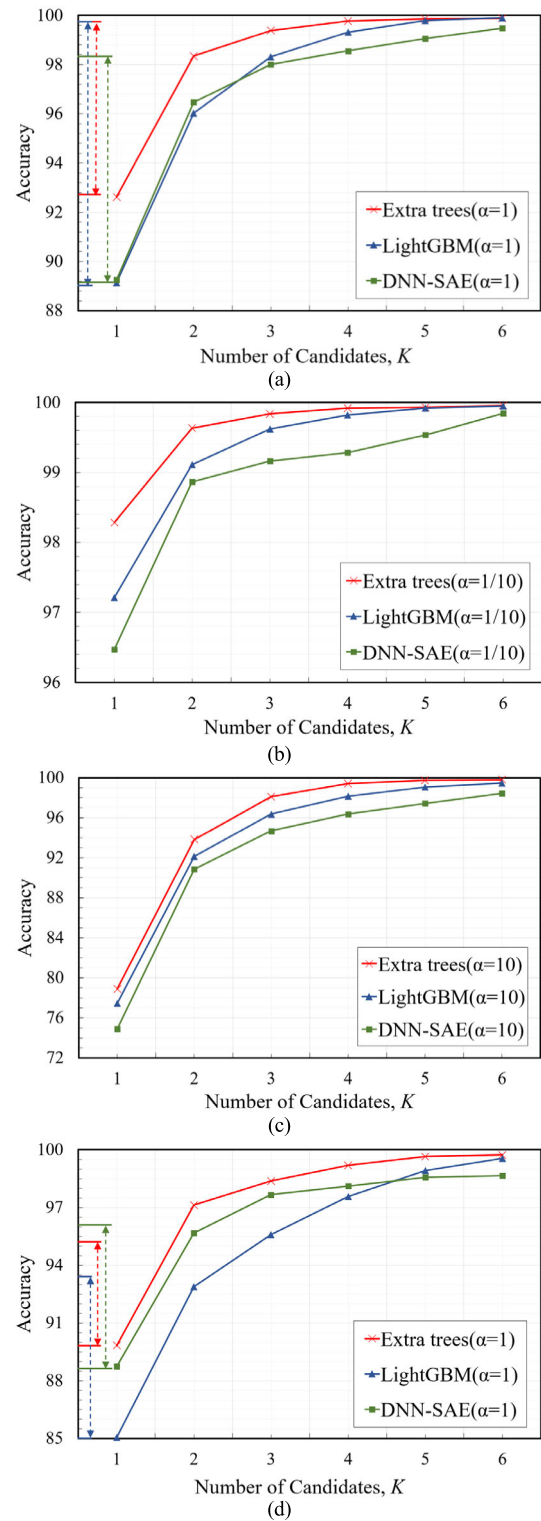 100
98
96
94
92
90
88
Accuracy
Extra trees(α=1)
LightGBM(α=1)
DNN-SAE(α=1)
1 2 3 4 5 6
Number of Candidates, K
(a)
100
99
98
97
96
Accuracy
Extra trees(α=1/10)
LightGBM(α=1/10)
DNN-SAE(α=1/10)
1 2 3 4 5 6
Number of Candidates, K
(b)
100
96
92
88
84
79
76
72
Accuracy
Extra trees(α=10)
LightGBM(α=10)
DNN-SAE(α=10)
1 2 3 4 5 6
Number of Candidates, K
(c)
100
97
94
91
88
85
Accuracy
Extra trees(α=1)
LightGBM(α=1)
DNN-SAE(α=1)
1 2 3 4 5 6
Number of Candidates, K
(d)